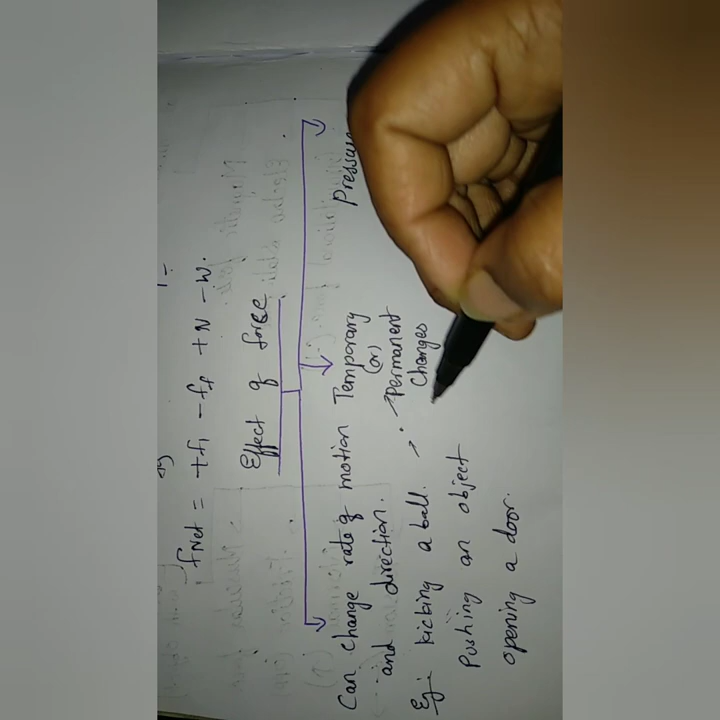 fNet = +f1 - ff + N - W.
Effect of force
Can change rate of motion
and direction.
Eg:- kicking a ball.
Pushing an object
opening a door.
Temporary
(or)
Permanent
Changes
Pressure